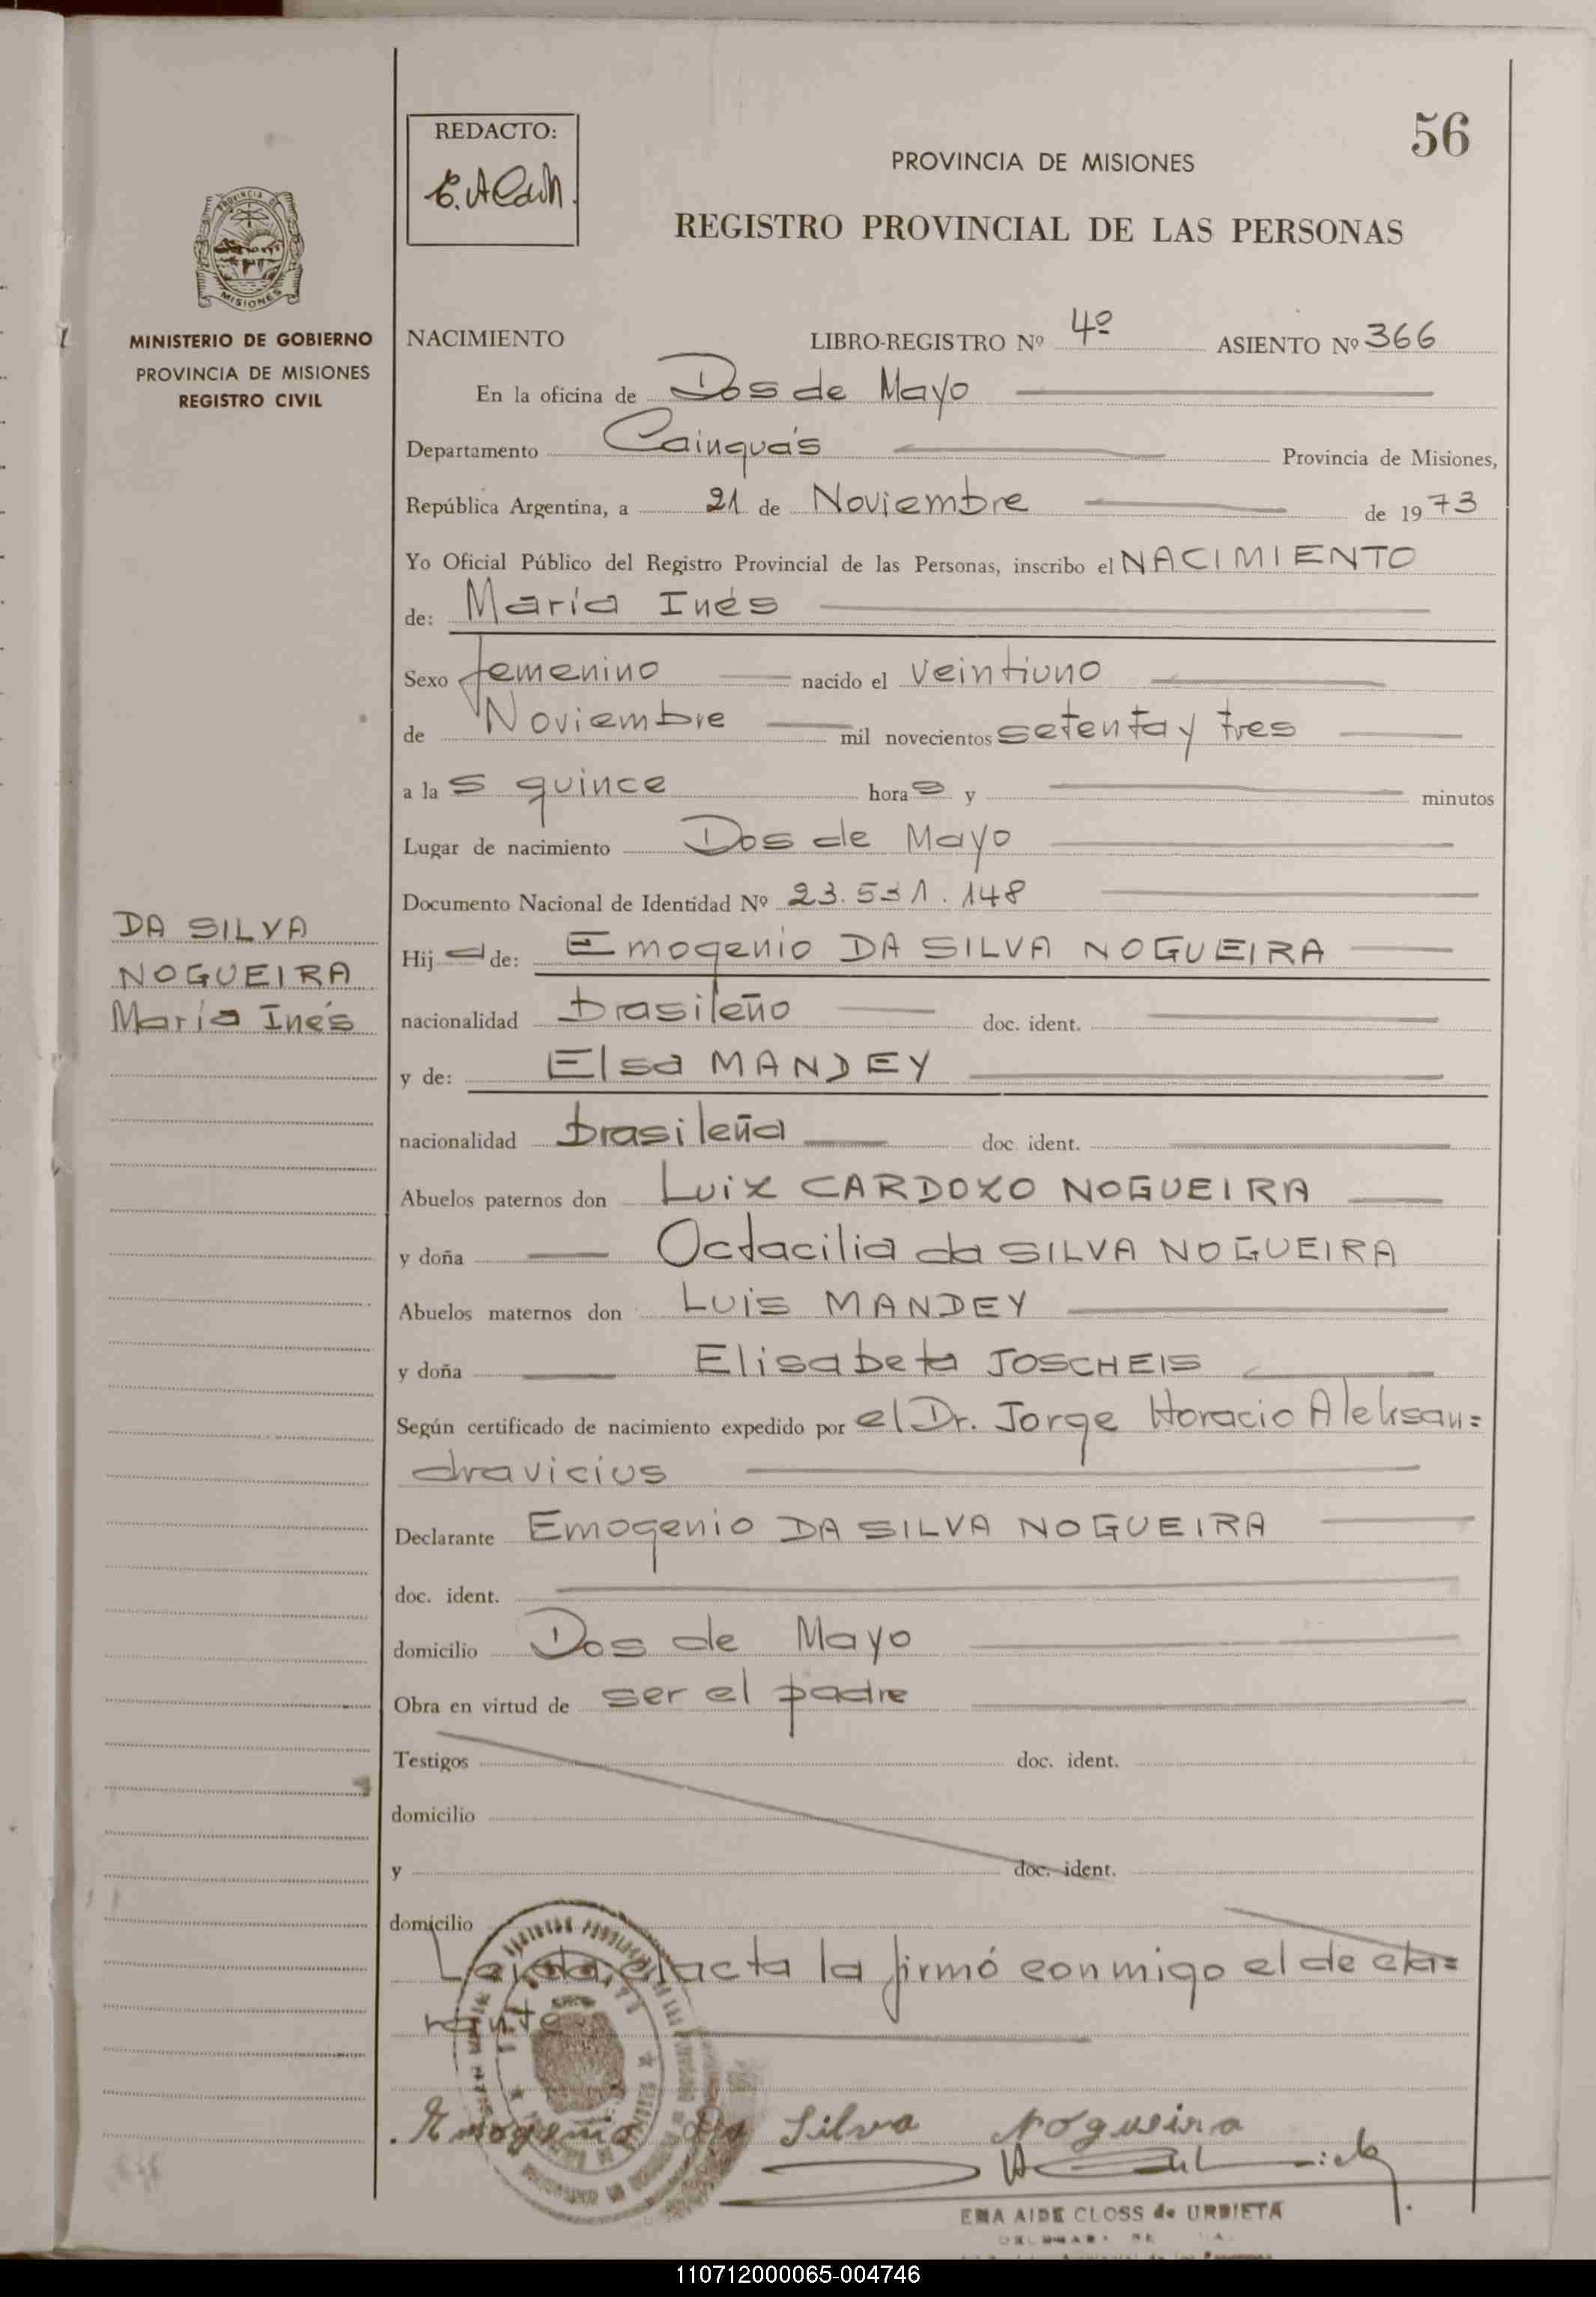 56
REDACTO:
PROVINCIA DE MISIONES
REGISTRO PROVINCIAL DE LAS PERSONAS
PROVINCIA DE
MISIONES
MINISTERIO DE GOBIERNO
PROVINCIA DE MISIONES
REGISTRO CIVIL
NACIMIENTO LIBRO-REGISTRO Nº 4º ASIENTO Nº 366
En la oficina de Dos de Mayo
Departamento Cainguás Provincia de Misiones,
República Argentina, a 21 de Noviembre de 1973
Yo Oficial Público del Registro Provincial de las Personas, inscribo el NACIMIENTO
de: María Inés
Sexo femenino nacido el veintiuno
de Noviembre mil novecientos setenta y tres
a las quince horas y minutos
Lugar de nacimiento Dos de Mayo
Documento Nacional de Identidad Nº 23.531.148
DA SILVA
NOGUEIRA
María Inés
Hija de: Emogenio DA SILVA NOGUEIRA
nacionalidad brasileño doc. ident.
y de: Elsa MANDEY
nacionalidad brasileña doc. ident.
Abuelos paternos don Luiz CARDOZO NOGUEIRA
y doña Octacilia da SILVA NOGUEIRA
Abuelos maternos don Luis MANDEY
y doña Elisabeta JOSCHEIS
Según certificado de nacimiento expedido por el Dr. Jorge Horacio Aleksan=
dravicius
Declarante Emogenio DA SILVA NOGUEIRA
doc. ident.
domicilio Dos de Mayo
Obra en virtud de ser el padre
Testigos doc. ident.
domicilio
y doc. ident.
domicilio
Leida el acta la firmó conmigo el decla=
rante
Emogenio Da Silva Nogueira
EMA AIDE CLOSS de URBIETA
110712000065-004746